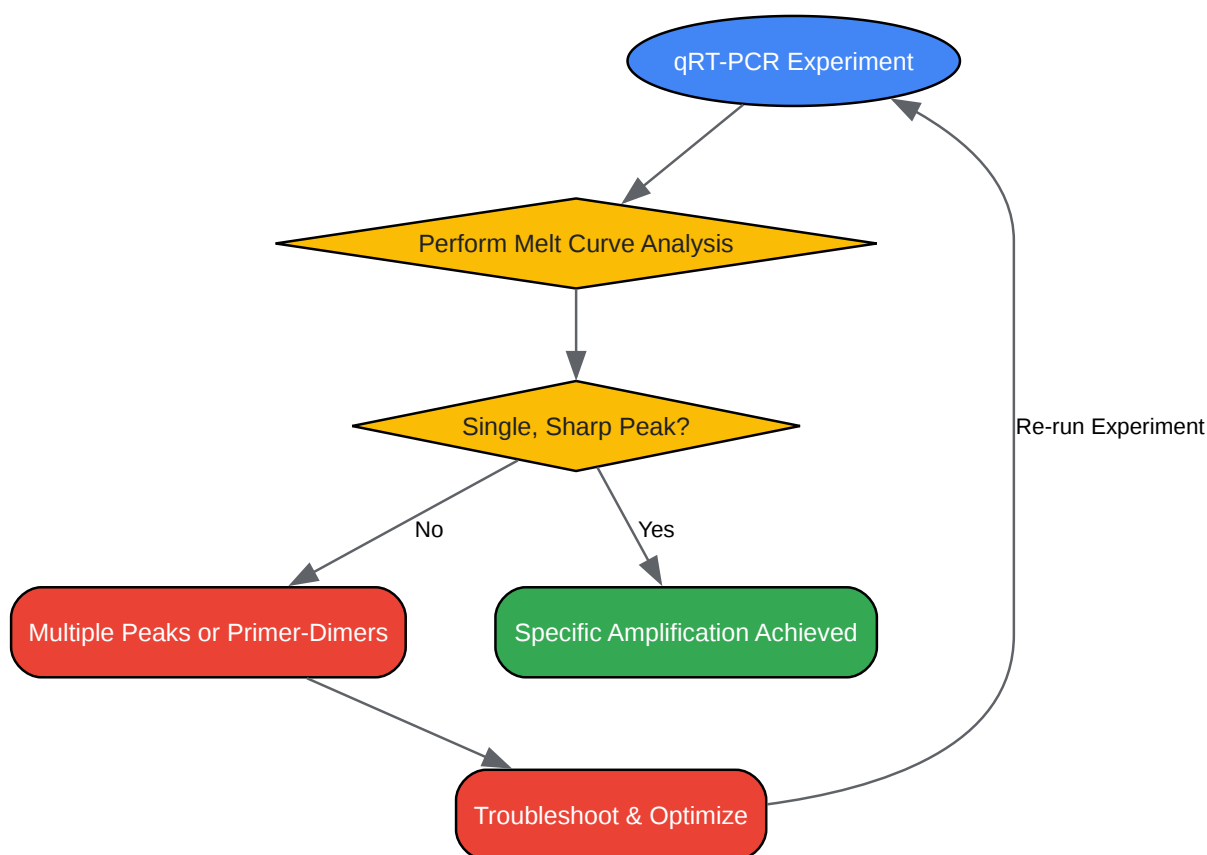 qRT-PCR Experiment
Perform Melt Curve Analysis
Single, Sharp Peak?
Re-run Experiment
No
Yes
Multiple Peaks or Primer-Dimers
Specific Amplification Achieved
Troubleshoot & Optimize